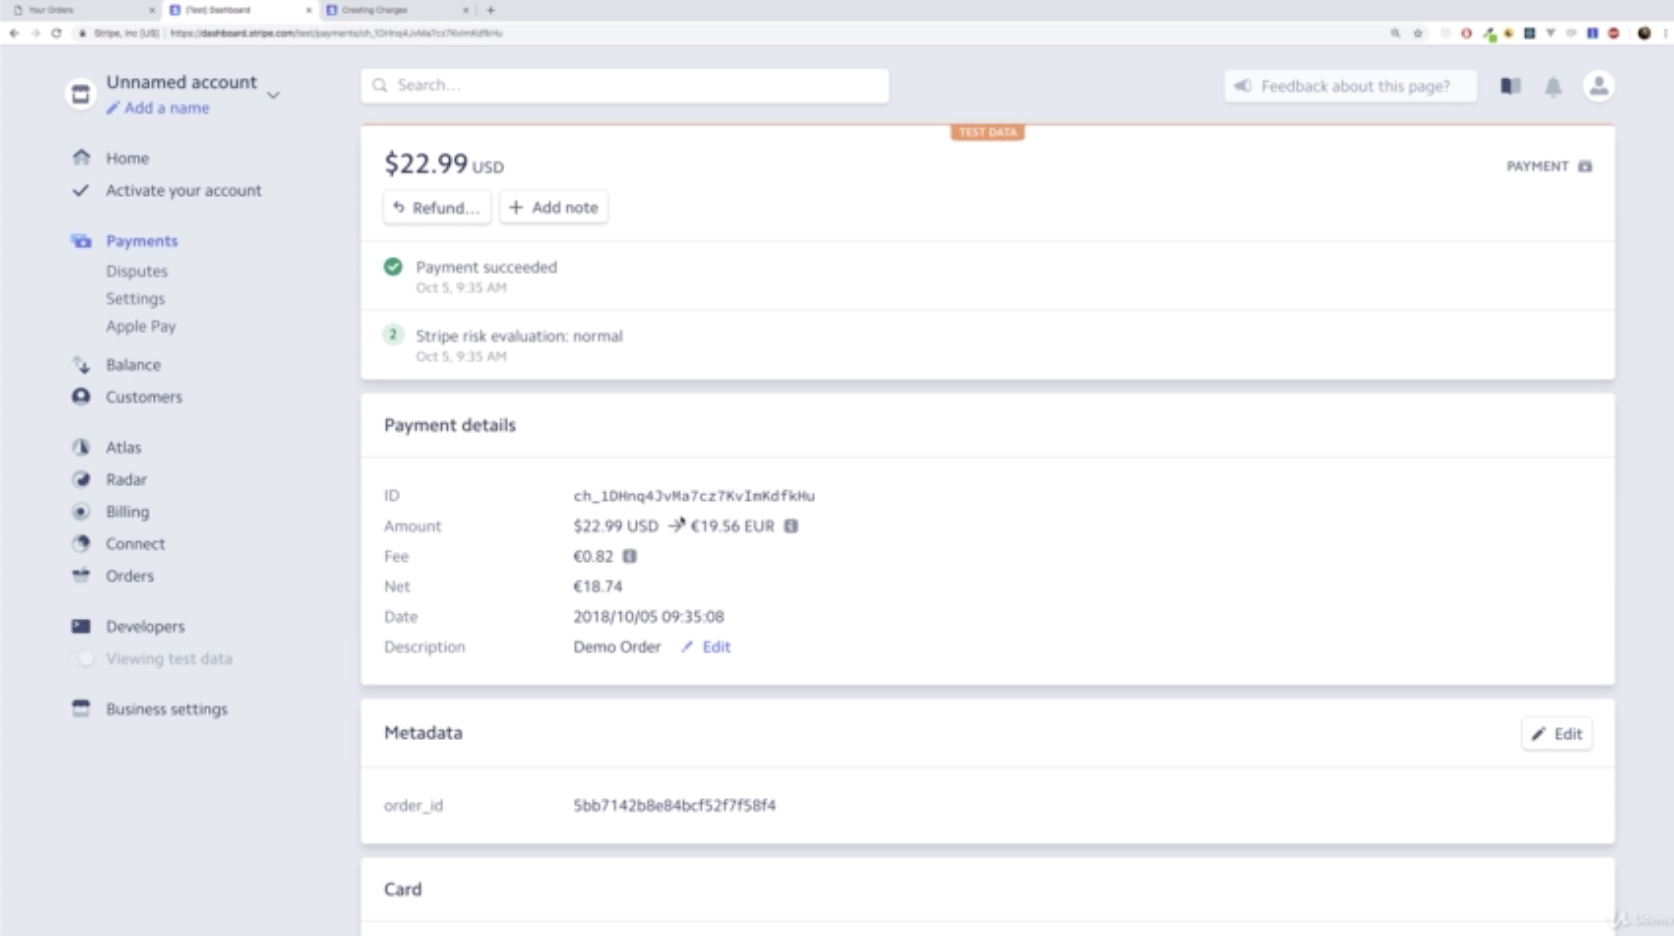 Your Orders
[Test] Dashboard
Creating Charges
Stripe, Inc [US] https://dashboard.stripe.com/test/payments/ch_1DHnq4JvMa7cz7KvImKdfkHu
Unnamed account
Add a name
Search...
Feedback about this page?
Home
Activate your account
Payments
Disputes
Settings
Apple Pay
Balance
Customers
Atlas
Radar
Billing
Connect
Orders
Developers
Viewing test data
Business settings
TEST DATA
$22.99 USD
PAYMENT
Refund...
+ Add note
Payment succeeded
Oct 5, 9:35 AM
2 Stripe risk evaluation: normal
Oct 5, 9:35 AM
Payment details
ID ch_1DHnq4JvMa7cz7KvImKdfkHu
Amount $22.99 USD → €19.56 EUR
Fee €0.82
Net €18.74
Date 2018/10/05 09:35:08
Description Demo Order Edit
Metadata
Edit
order_id 5bb7142b8e84bcf52f7f58f4
Card
Udemy